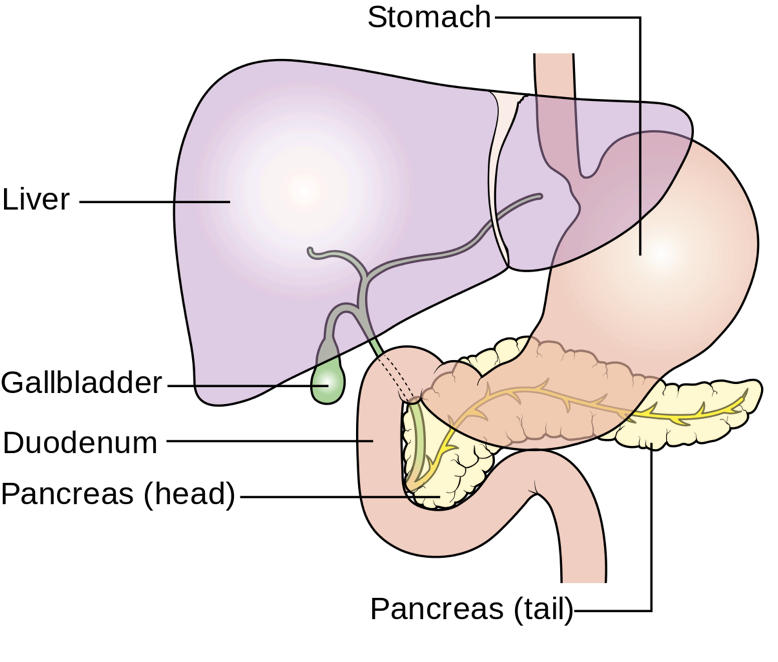 Stomach
Liver
Gallbladder
Duodenum
Pancreas (head)
Pancreas (tail)